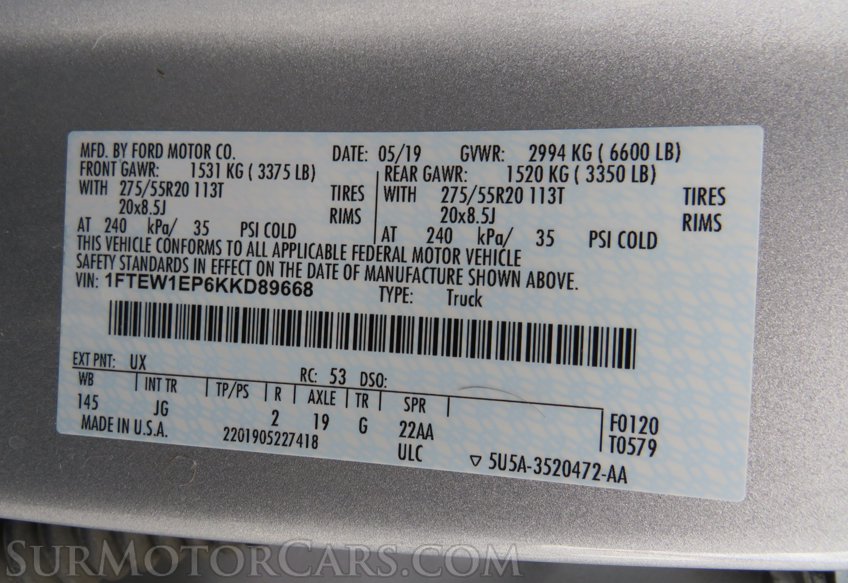 MFD. BY FORD MOTOR CO. DATE: 05/19 GVWR: 2994 KG ( 6600 LB)
FRONT GAWR: 1531 KG ( 3375 LB) REAR GAWR: 1520 KG ( 3350 LB)
WITH 275/55R20 113T TIRES WITH 275/55R20 113T TIRES
20x8.5J RIMS 20x8.5J RIMS
AT 240 kPa/ 35 PSI COLD AT 240 kPa/ 35 PSI COLD
THIS VEHICLE CONFORMS TO ALL APPLICABLE FEDERAL MOTOR VEHICLE
SAFETY STANDARDS IN EFFECT ON THE DATE OF MANUFACTURE SHOWN ABOVE.
VIN: 1FTEW1EP6KKD89668 TYPE: Truck
EXT PNT: UX RC: 53 DSO:
WB INT TR TP/PS R AXLE TR SPR
145 JG 2 19 G 22AA F0120
MADE IN U.S.A. 2201905227418 ULC T0579
▽ 5U5A-3520472-AA
SURMOTORCARS.COM